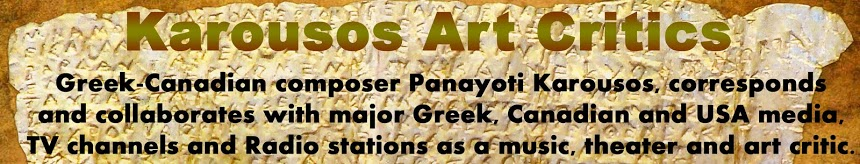 Karousos Art Critics
Greek-Canadian composer Panayoti Karousos, corresponds
and collaborates with major Greek, Canadian and USA media,
TV channels and Radio stations as a music, theater and art critic.